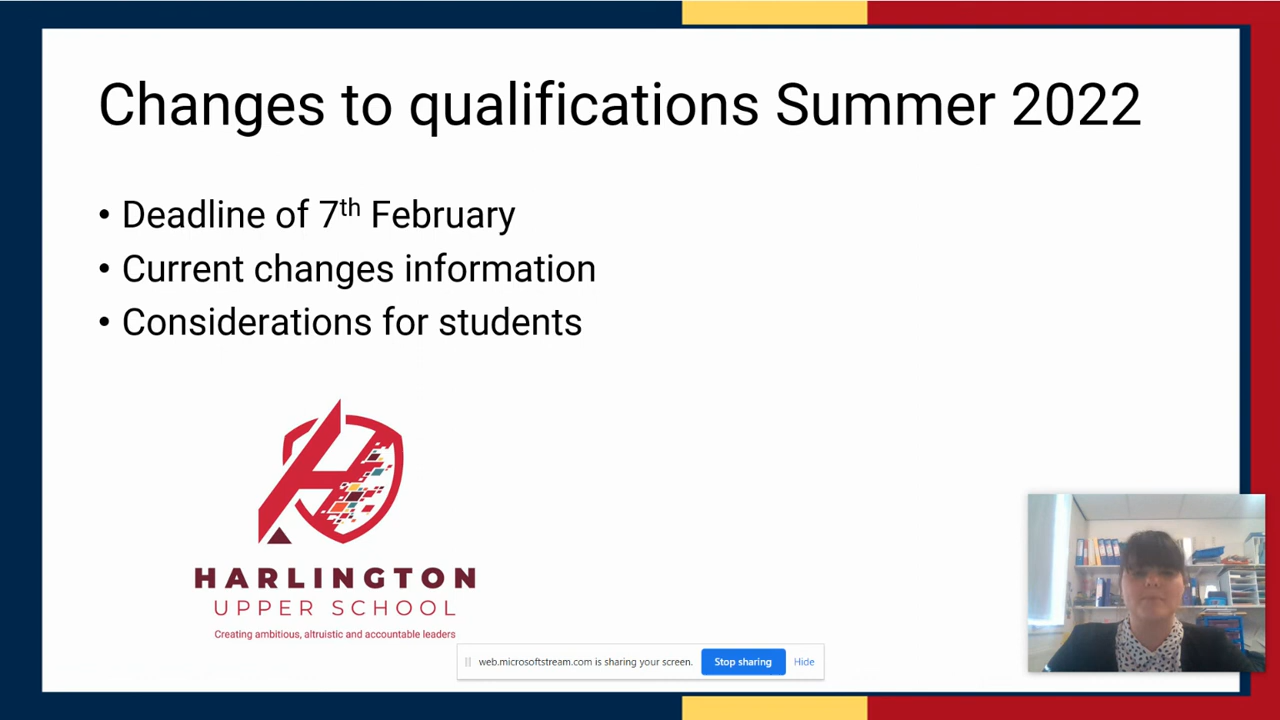 Changes to qualifications Summer 2022
• Deadline of 7th February
• Current changes information
• Considerations for students
HARLINGTON
UPPER SCHOOL
Creating ambitious, altruistic and accountable leaders
web.microsoftstream.com is sharing your screen. Stop sharing Hide